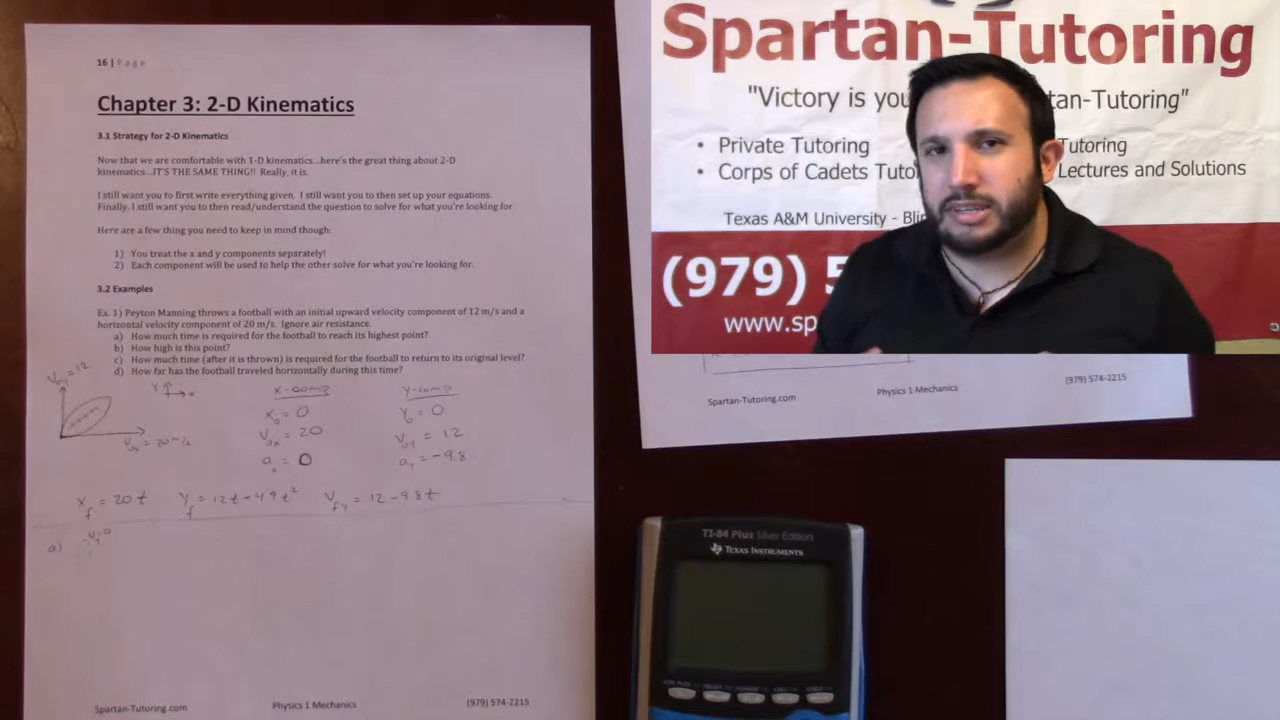 16 | Page
Chapter 3: 2-D Kinematics
3.1 Strategy for 2-D Kinematics
Now that we are comfortable with 1-D kinematics...here's the great thing about 2-D
kinematics...IT'S THE SAME THING!! Really, it is.
I still want you to first write everything given. I still want you to then set up your equations.
Finally, I still want you to then read/understand the question to solve for what you're looking for
Here are a few thing you need to keep in mind though:
1) You treat the x and y components separately!
2) Each component will be used to help the other solve for what you're looking for.
3.2 Examples
Ex. 1) Peyton Manning throws a football with an initial upward velocity component of 12 m/s and a
horizontal velocity component of 20 m/s. Ignore air resistance.
a) How much time is required for the football to reach its highest point?
b) How high is this point?
c) How much time (after it is thrown) is required for the football to return to its original level?
d) How far has the football traveled horizontally during this time?
V₀y = 12
Y
x
V₀x = 20 m/s
X-comp
x₀ = 0
V₀x = 20
aₓ = 0
Y-comp
Y₀ = 0
V₀y = 12
ay = -9.8
X_f = 20t Y_f = 12t - 4.9t² V_fy = 12 - 9.8t
a)
Spartan-Tutoring.com Physics 1 Mechanics (979) 574-2215
Spartan-Tutoring
"Victory is you tan-Tutoring"
• Private Tutoring Tutoring
• Corps of Cadets Tuto Lectures and Solutions
Texas A&M University - Bli
(979) 5
www.sp
Spartan-Tutoring.com Physics 1 Mechanics (979) 574-2215
TI-84 Plus Silver Edition
TEXAS INSTRUMENTS